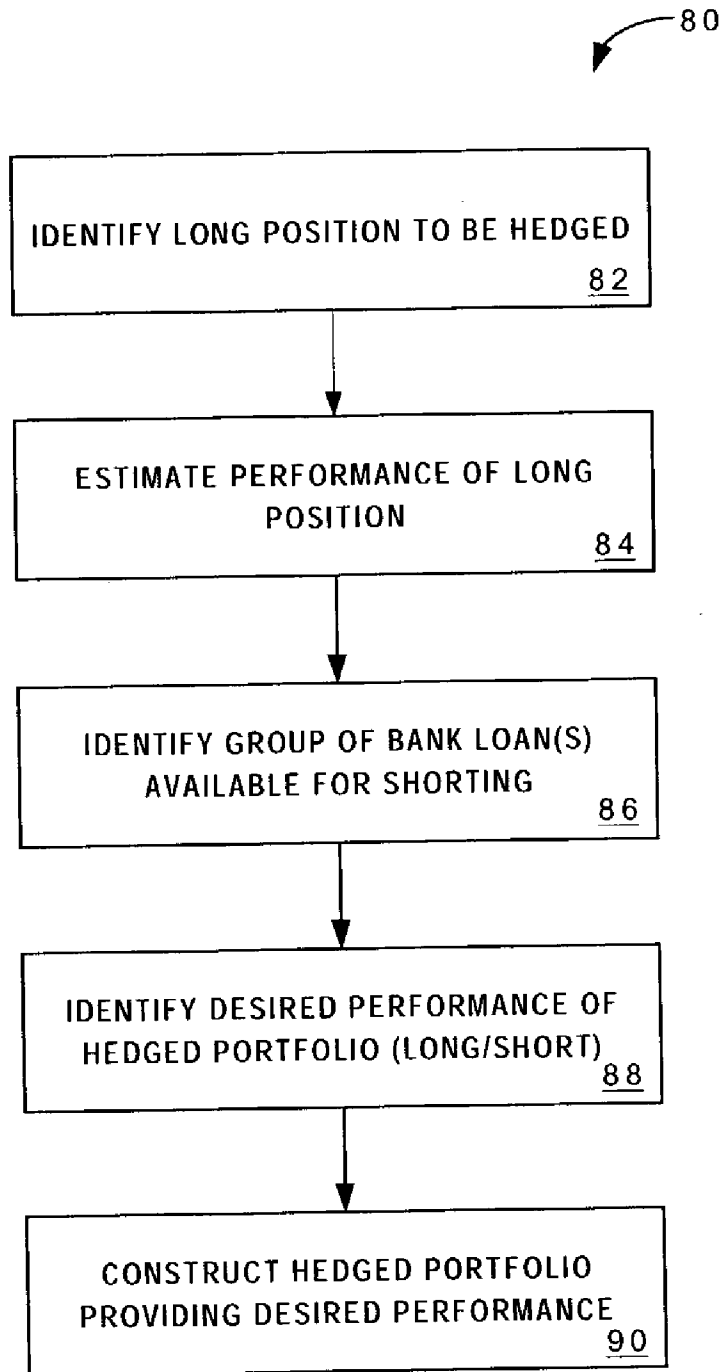 80
IDENTIFY LONG POSITION TO BE HEDGED
82
ESTIMATE PERFORMANCE OF LONG
POSITION
84
IDENTIFY GROUP OF BANK LOAN(S)
AVAILABLE FOR SHORTING
86
IDENTIFY DESIRED PERFORMANCE OF
HEDGED PORTFOLIO (LONG/SHORT)
88
CONSTRUCT HEDGED PORTFOLIO
PROVIDING DESIRED PERFORMANCE
90